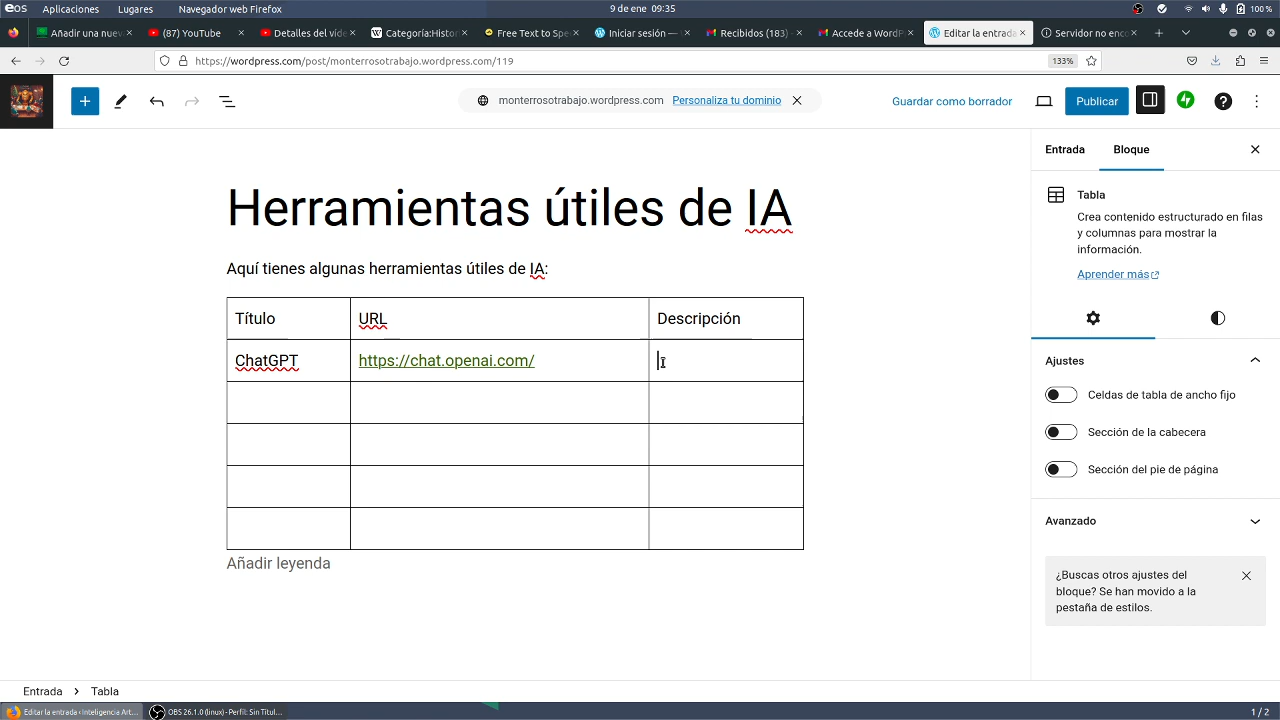 eos Aplicaciones Lugares Navegador web Firefox 9 de ene 09:35 100 %
Añadir una nuev (87) YouTube Detalles del víde Categoría:Histor Free Text to Spe Iniciar sesión — Recibidos (183) - Accede a WordP Editar la entrada Servidor no enco
https://wordpress.com/post/monterrosotrabajo.wordpress.com/119 133%
monterrosotrabajo.wordpress.com Personaliza tu dominio Guardar como borrador Publicar
Entrada Bloque
Herramientas útiles de IA
Aquí tienes algunas herramientas útiles de IA:
Título URL Descripción
ChatGPT https://chat.openai.com/
Añadir leyenda
Tabla
Crea contenido estructurado en filas
y columnas para mostrar la
información.
Aprender más
Ajustes
Celdas de tabla de ancho fijo
Sección de la cabecera
Sección del pie de página
Avanzado
¿Buscas otros ajustes del
bloque? Se han movido a la
pestaña de estilos.
Entrada Tabla
Editar la entrada ‹ Inteligencia Art... OBS 26.1.0 (linux) - Perfil: Sin Titul... 1 / 2